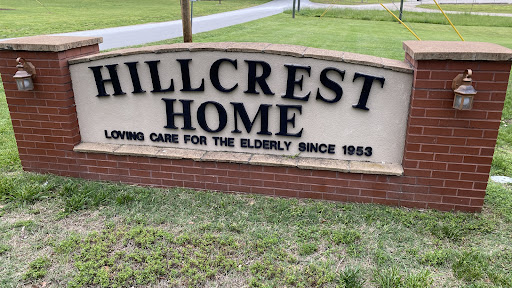 HILLCREST
HOME
LOVING CARE FOR THE ELDERLY SINCE 1953